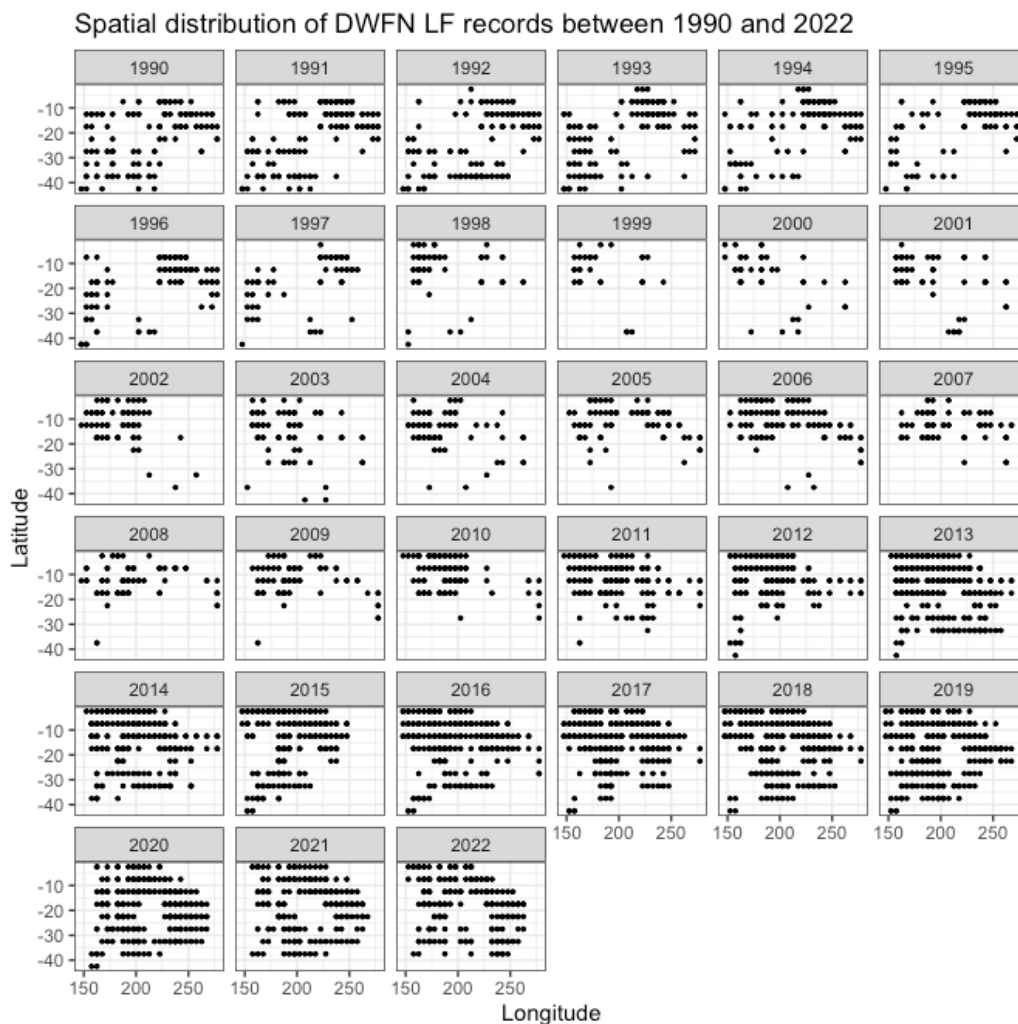 Spatial distribution of DWFN LF records between 1990 and 2022
1990 1991 1992 1993 1994 1995
-10
-20
-30
-40
1996 1997 1998 1999 2000 2001
-10
-20
-30
-40
2002 2003 2004 2005 2006 2007
-10
-20
-30
-40
Latitude
2008 2009 2010 2011 2012 2013
-10
-20
-30
-40
2014 2015 2016 2017 2018 2019
-10
-20
-30
-40
150 200 250 150 200 250 150 200 250
2020 2021 2022
-10
-20
-30
-40
150 200 250 150 200 250 150 200 250
Longitude